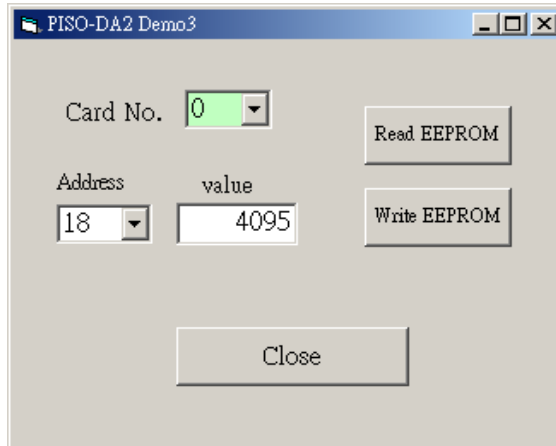 PISO-DA2 Demo3
Card No. 0
Read EEPROM
Address value
18 4095
Write EEPROM
Close